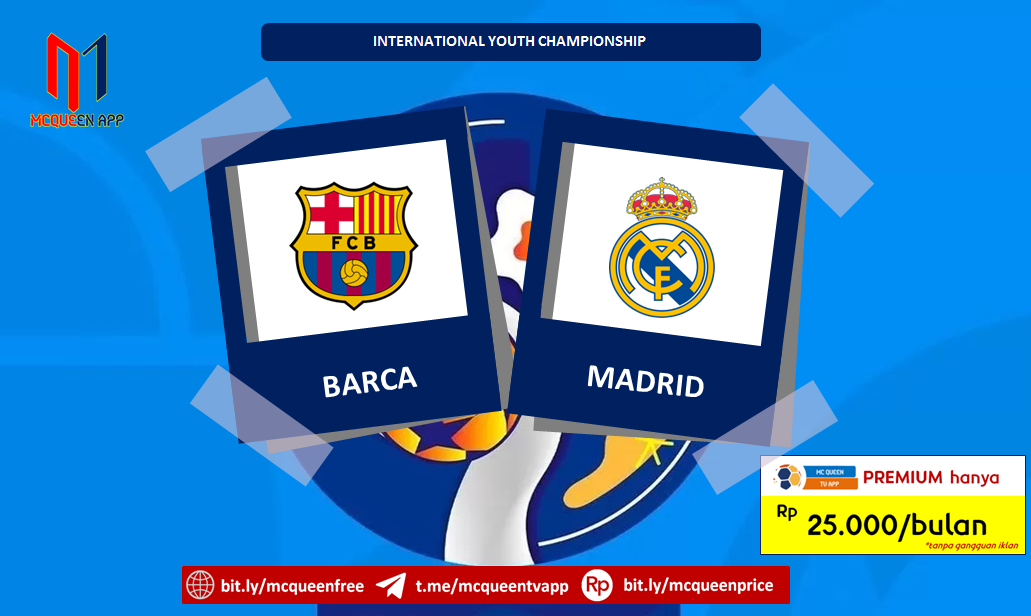 INTERNATIONAL YOUTH CHAMPIONSHIP
MCQUEEN APP
FCB
BARCA
MADRID
MC QUEEN
TV APP
PREMIUM hanya
Rp 25.000/bulan
*tanpa gangguan iklan
bit.ly/mcqueenfree
t.me/mcqueentvapp
Rp bit.ly/mcqueenprice